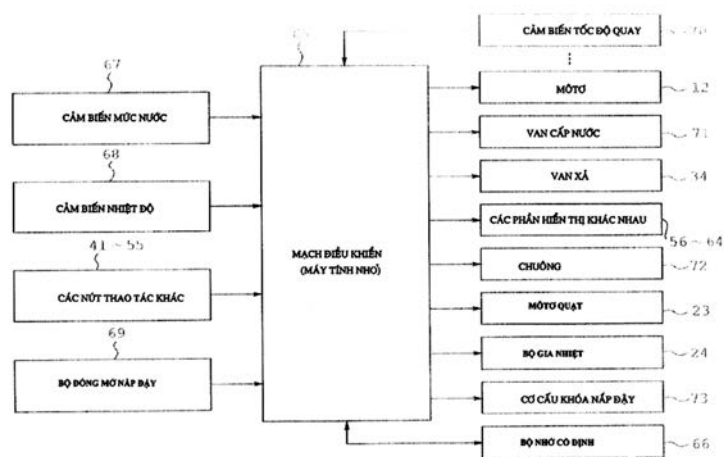 67
CẢM BIẾN MỨC NƯỚC
68
CẢM BIẾN NHIỆT ĐỘ
41 ~ 55
CÁC NÚT THAO TÁC KHÁC
69
BỘ ĐÓNG MỞ NẮP ĐẬY
MẠCH ĐIỀU KHIỂN
(MÁY TÍNH NHỎ)
CẢM BIẾN TỐC ĐỘ QUAY
70
MÔTƠ
12
VAN CẤP NƯỚC
71
VAN XẢ
34
CÁC PHẦN HIỂN THỊ KHÁC NHAU
56 ~ 64
CHUÔNG
72
MÔTƠ QUẠT
23
BỘ GIA NHIỆT
24
CƠ CẤU KHÓA NẮP ĐẬY
73
BỘ NHỚ CỐ ĐỊNH
66